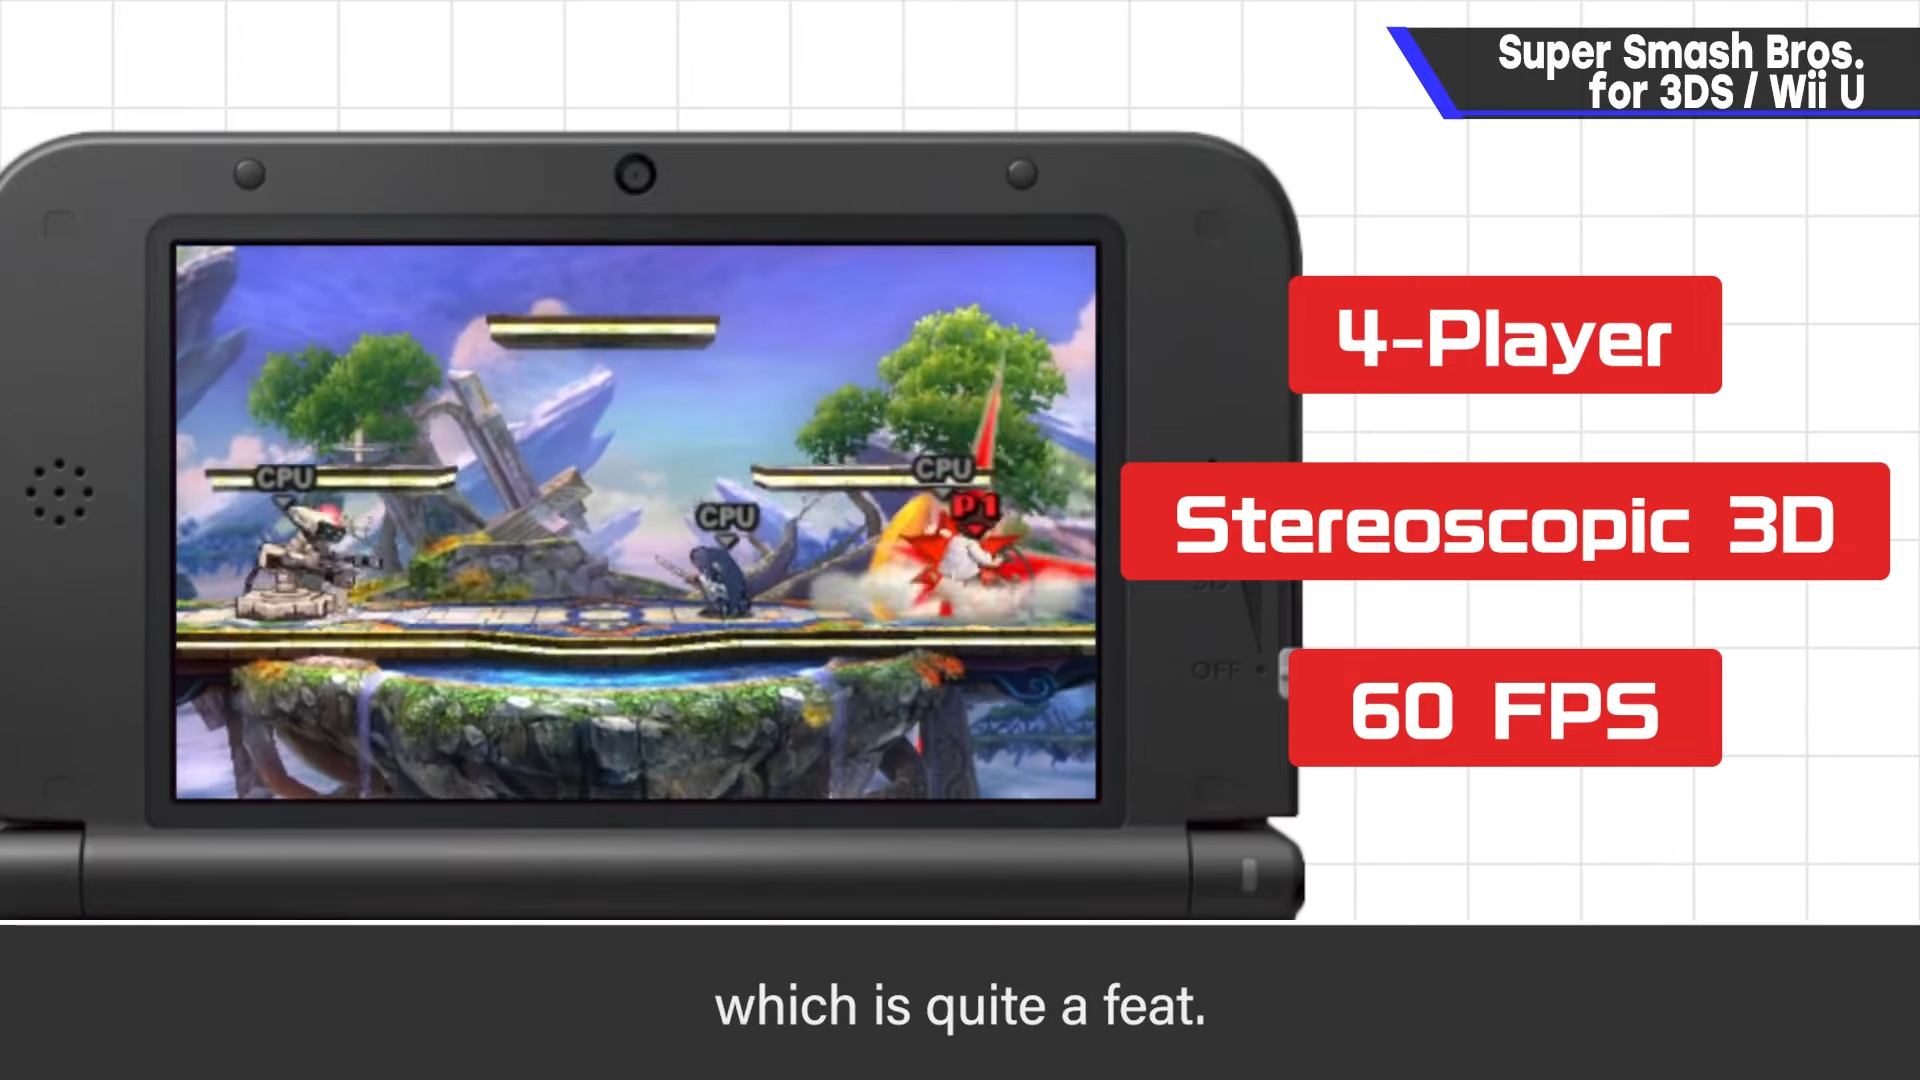 Super Smash Bros.
for 3DS / Wii U
4-Player
CPU
CPU
P1
CPU
Stereoscopic 3D
OFF
60 FPS
which is quite a feat.